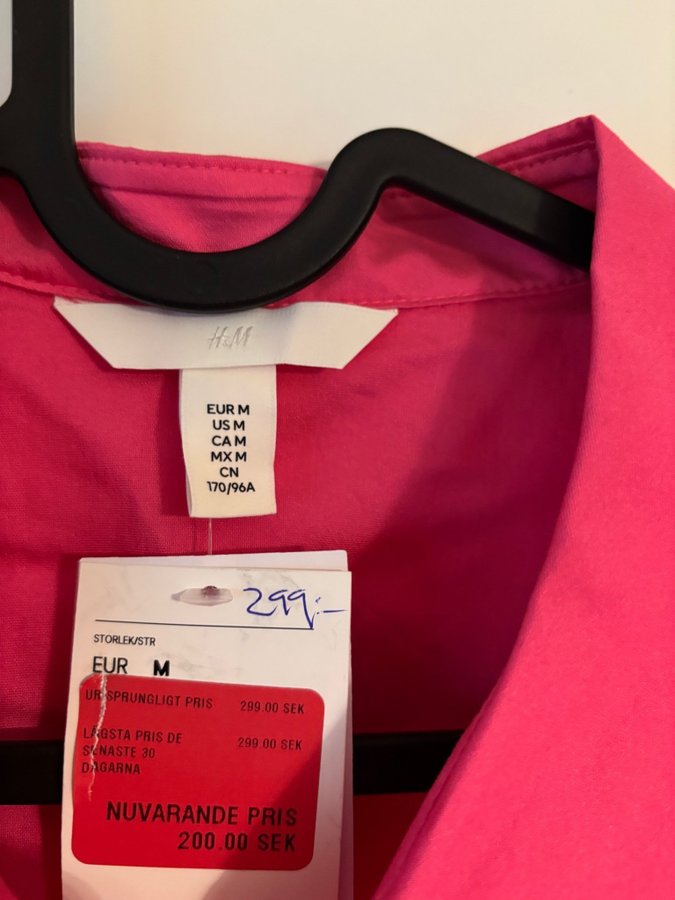 H&M
EUR M
US M
CA M
MX M
CN
170/96A
299:-
STORLEK/STR
EUR M
URSPRUNGLIGT PRIS 299.00 SEK
LÄGSTA PRIS DE 299.00 SEK
SENASTE 30
DAGARNA
NUVARANDE PRIS
200.00 SEK